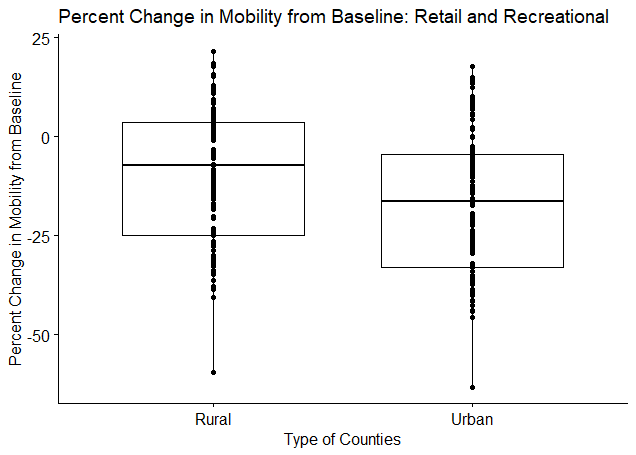 Percent Change in Mobility from Baseline: Retail and Recreational
Percent Change in Mobility from Baseline
25
0
-25
-50
Rural
Urban
Type of Counties